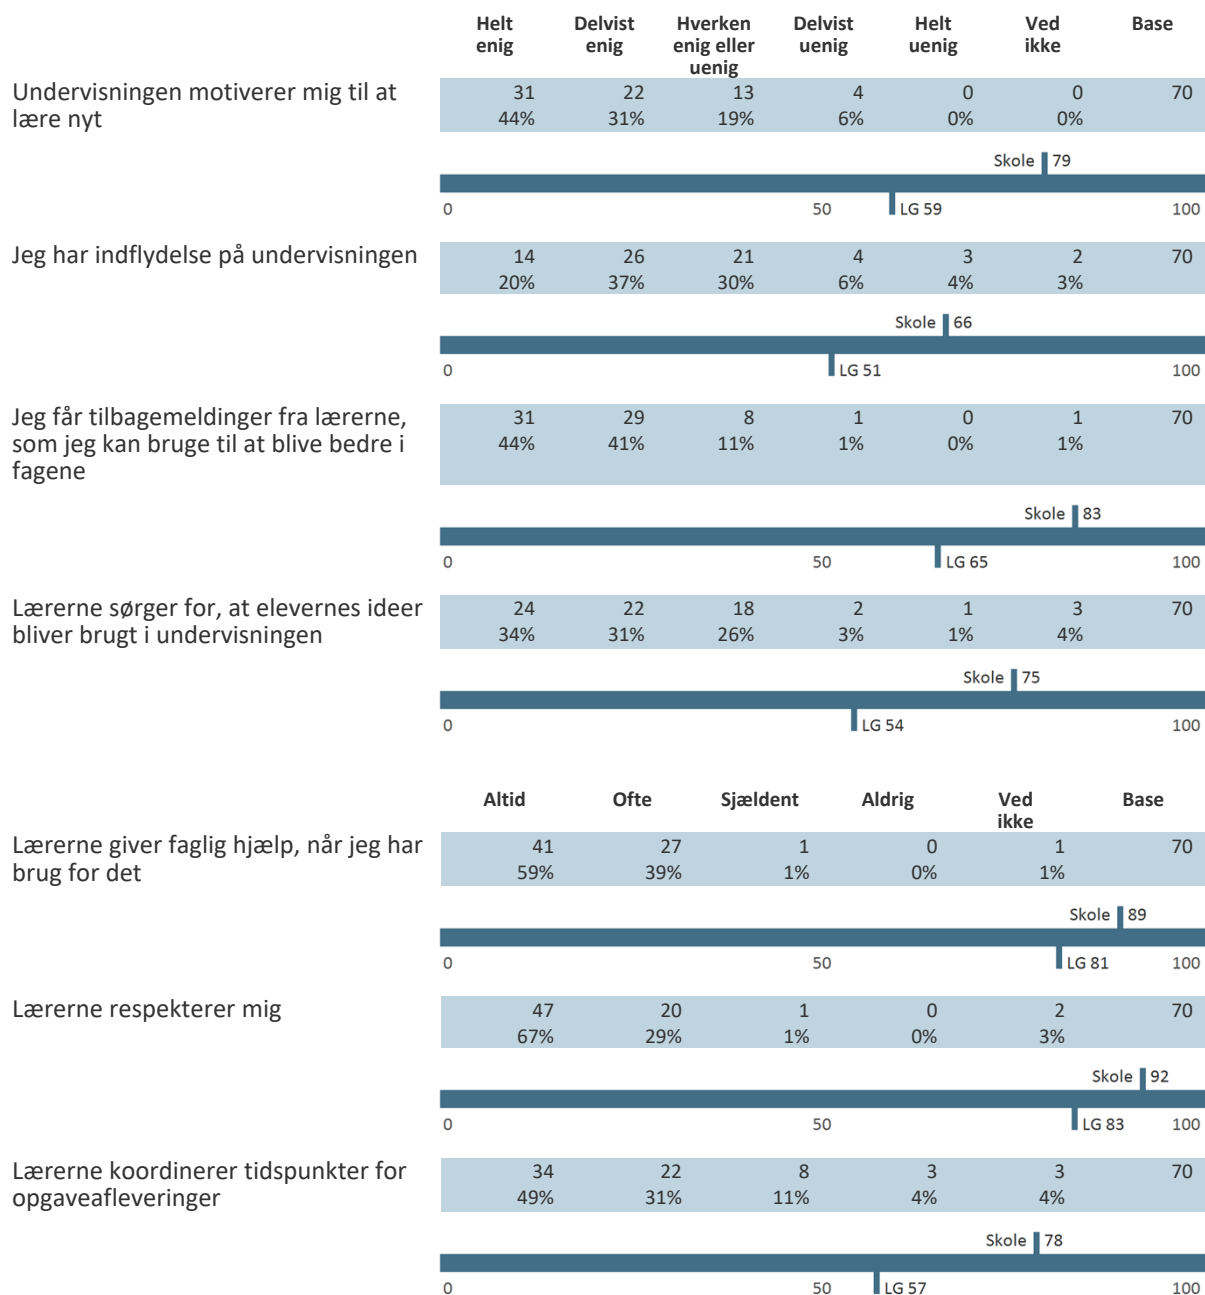 Helt enig Delvist enig Hverken enig eller uenig Delvist uenig Helt uenig Ved ikke Base
Undervisningen motiverer mig til at lære nyt
31 22 13 4 0 0 70
44% 31% 19% 6% 0% 0%
Skole 79
0 50 LG 59 100
Jeg har indflydelse på undervisningen
14 26 21 4 3 2 70
20% 37% 30% 6% 4% 3%
Skole 66
0 LG 51 100
Jeg får tilbagemeldinger fra lærerne, som jeg kan bruge til at blive bedre i fagene
31 29 8 1 0 1 70
44% 41% 11% 1% 0% 1%
Skole 83
0 50 LG 65 100
Lærerne sørger for, at elevernes ideer bliver brugt i undervisningen
24 22 18 2 1 3 70
34% 31% 26% 3% 1% 4%
Skole 75
0 LG 54 100
Altid Ofte Sjældent Aldrig Ved ikke Base
Lærerne giver faglig hjælp, når jeg har brug for det
41 27 1 0 1 70
59% 39% 1% 0% 1%
Skole 89
0 50 LG 81 100
Lærerne respekterer mig
47 20 1 0 2 70
67% 29% 1% 0% 3%
Skole 92
0 50 LG 83 100
Lærerne koordinerer tidspunkter for opgaveafleveringer
34 22 8 3 3 70
49% 31% 11% 4% 4%
Skole 78
0 50 LG 57 100